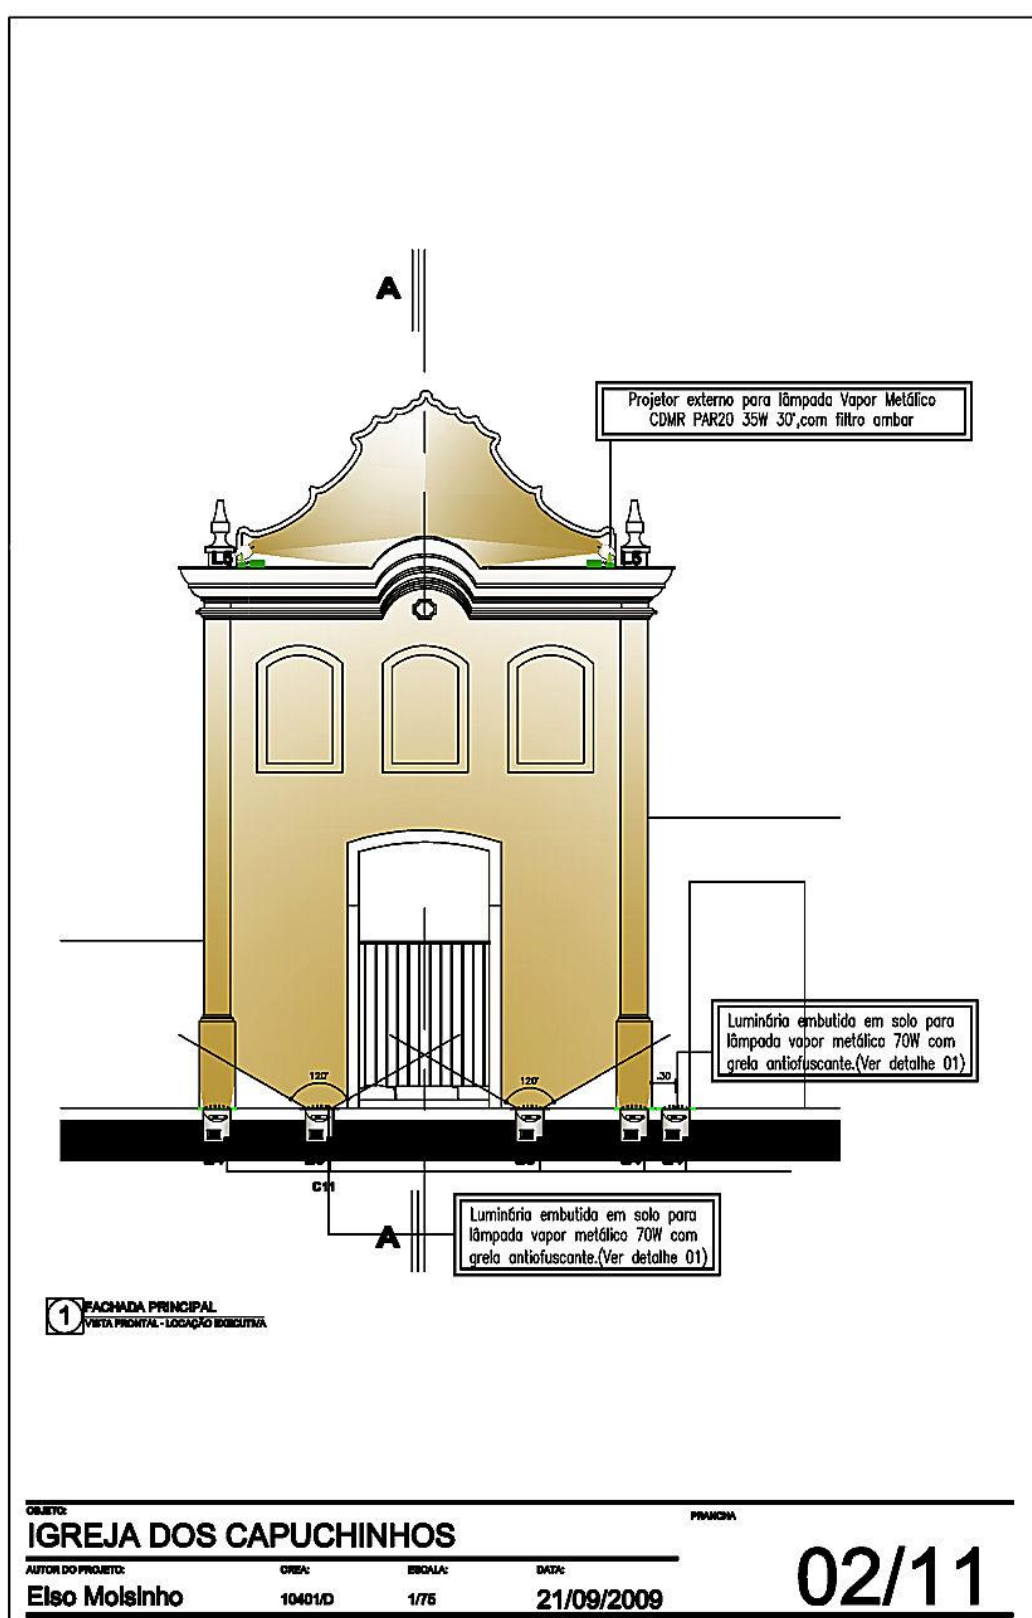 A
Projetor externo para lâmpada Vapor Metálico
CDMR PAR20 35W 30°,com filtro ambar
L5
L5
Luminária embutida em solo para
lâmpada vapor metálico 70W com
grela antiofuscante.(Ver detalhe 01)
120°
120°
.30
C11
A
Luminária embutida em solo para
lâmpada vapor metálico 70W com
grela antiofuscante.(Ver detalhe 01)
1
FACHADA PRINCIPAL
VISTA FRONTAL - LOCAÇÃO EXECUTIVA
OBJETO:
IGREJA DOS CAPUCHINHOS
PRANCHA
02/11
AUTOR DO PROJETO:
CREA:
ESCALA:
DATA:
Elso Moisinho
10401/D
1/75
21/09/2009